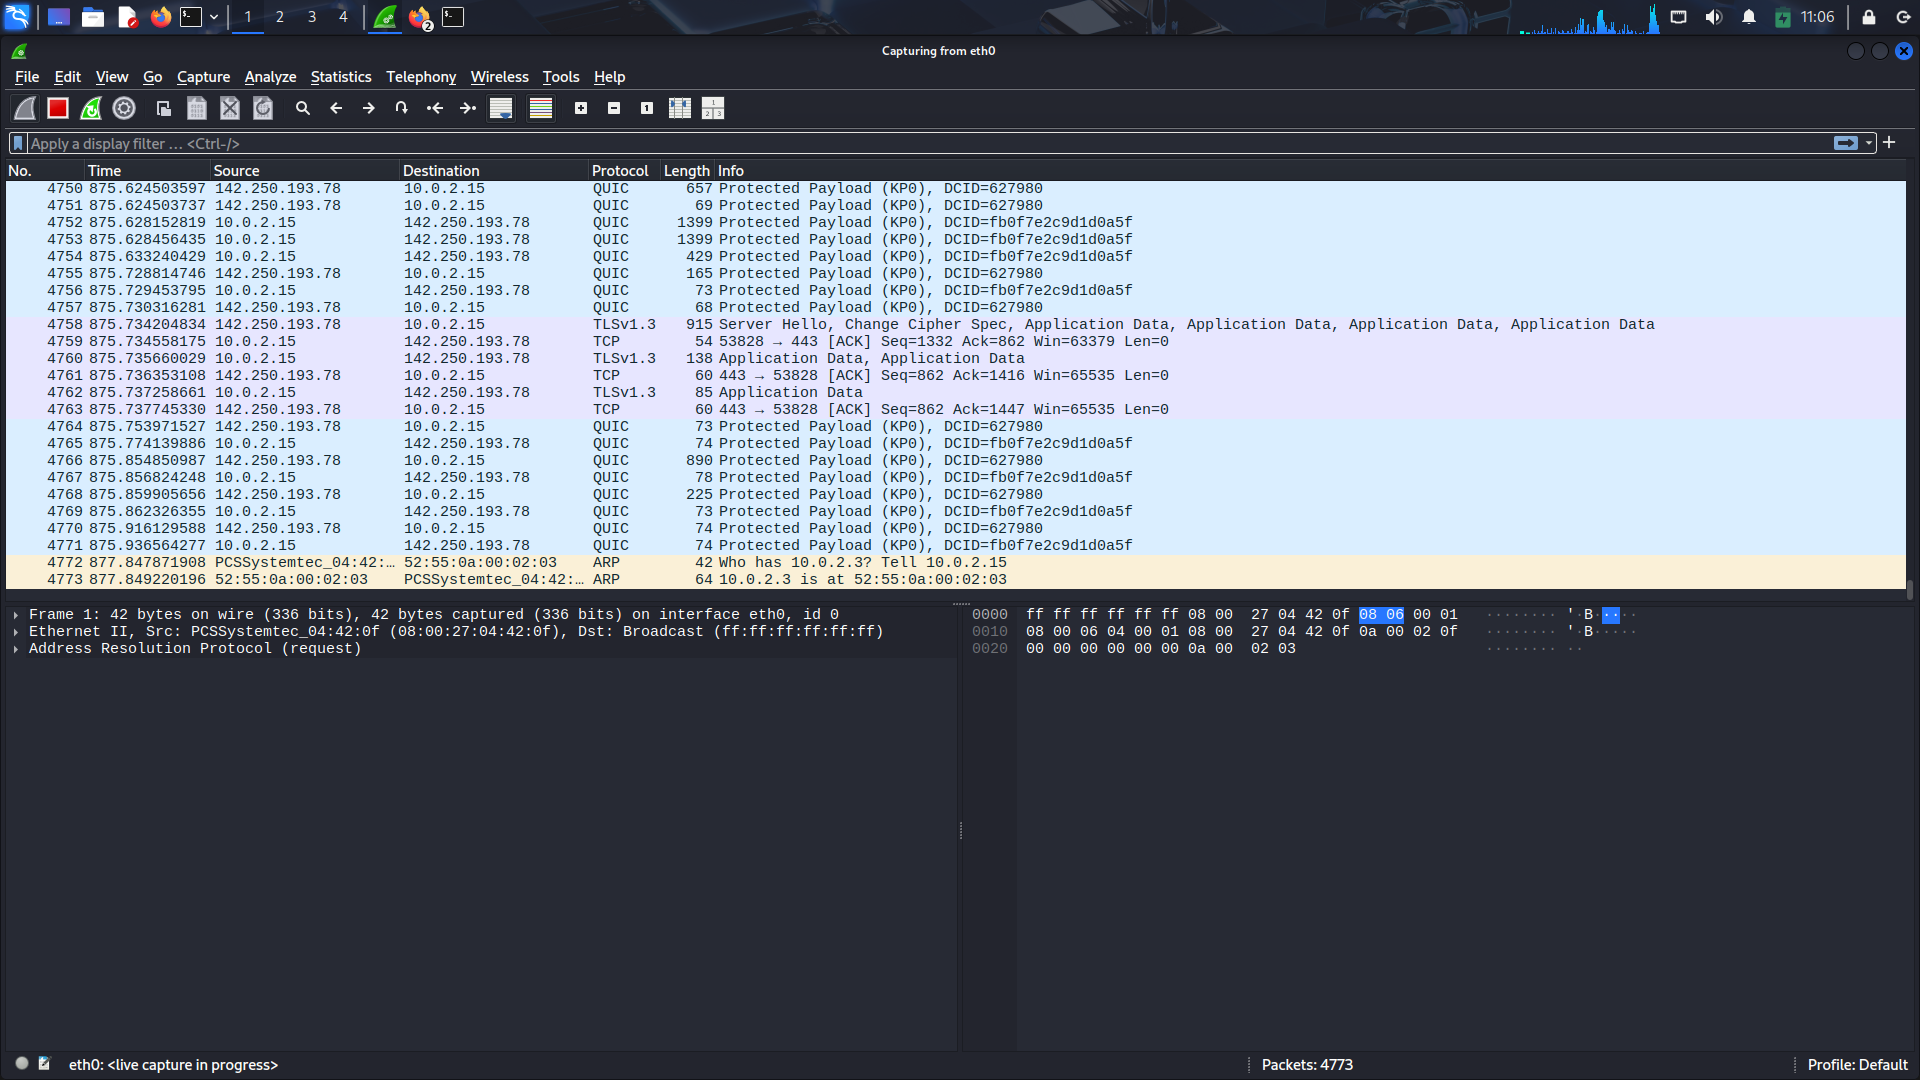 1 2 3 4 2 11:06
Capturing from eth0
File Edit View Go Capture Analyze Statistics Telephony Wireless Tools Help
Apply a display filter … <Ctrl-/>
No. Time Source Destination Protocol Length Info
4750 875.624503597 142.250.193.78 10.0.2.15 QUIC 657 Protected Payload (KP0), DCID=627980
4751 875.624503737 142.250.193.78 10.0.2.15 QUIC 69 Protected Payload (KP0), DCID=627980
4752 875.628152819 10.0.2.15 142.250.193.78 QUIC 1399 Protected Payload (KP0), DCID=fb0f7e2c9d1d0a5f
4753 875.628456435 10.0.2.15 142.250.193.78 QUIC 1399 Protected Payload (KP0), DCID=fb0f7e2c9d1d0a5f
4754 875.633240429 10.0.2.15 142.250.193.78 QUIC 429 Protected Payload (KP0), DCID=fb0f7e2c9d1d0a5f
4755 875.728814746 142.250.193.78 10.0.2.15 QUIC 165 Protected Payload (KP0), DCID=627980
4756 875.729453795 10.0.2.15 142.250.193.78 QUIC 73 Protected Payload (KP0), DCID=fb0f7e2c9d1d0a5f
4757 875.730316281 142.250.193.78 10.0.2.15 QUIC 68 Protected Payload (KP0), DCID=627980
4758 875.734204834 142.250.193.78 10.0.2.15 TLSv1.3 915 Server Hello, Change Cipher Spec, Application Data, Application Data, Application Data, Application Data
4759 875.734558175 10.0.2.15 142.250.193.78 TCP 54 53828 → 443 [ACK] Seq=1332 Ack=862 Win=63379 Len=0
4760 875.735660029 10.0.2.15 142.250.193.78 TLSv1.3 138 Application Data, Application Data
4761 875.736353108 142.250.193.78 10.0.2.15 TCP 60 443 → 53828 [ACK] Seq=862 Ack=1416 Win=65535 Len=0
4762 875.737258661 10.0.2.15 142.250.193.78 TLSv1.3 85 Application Data
4763 875.737745330 142.250.193.78 10.0.2.15 TCP 60 443 → 53828 [ACK] Seq=862 Ack=1447 Win=65535 Len=0
4764 875.753971527 142.250.193.78 10.0.2.15 QUIC 73 Protected Payload (KP0), DCID=627980
4765 875.774139886 10.0.2.15 142.250.193.78 QUIC 74 Protected Payload (KP0), DCID=fb0f7e2c9d1d0a5f
4766 875.854850987 142.250.193.78 10.0.2.15 QUIC 890 Protected Payload (KP0), DCID=627980
4767 875.856824248 10.0.2.15 142.250.193.78 QUIC 78 Protected Payload (KP0), DCID=fb0f7e2c9d1d0a5f
4768 875.859905656 142.250.193.78 10.0.2.15 QUIC 225 Protected Payload (KP0), DCID=627980
4769 875.862326355 10.0.2.15 142.250.193.78 QUIC 73 Protected Payload (KP0), DCID=fb0f7e2c9d1d0a5f
4770 875.916129588 142.250.193.78 10.0.2.15 QUIC 74 Protected Payload (KP0), DCID=627980
4771 875.936564277 10.0.2.15 142.250.193.78 QUIC 74 Protected Payload (KP0), DCID=fb0f7e2c9d1d0a5f
4772 877.847871908 PCSSystemtec_04:42:… 52:55:0a:00:02:03 ARP 42 Who has 10.0.2.3? Tell 10.0.2.15
4773 877.849220196 52:55:0a:00:02:03 PCSSystemtec_04:42:… ARP 64 10.0.2.3 is at 52:55:0a:00:02:03
Frame 1: 42 bytes on wire (336 bits), 42 bytes captured (336 bits) on interface eth0, id 0
Ethernet II, Src: PCSSystemtec_04:42:0f (08:00:27:04:42:0f), Dst: Broadcast (ff:ff:ff:ff:ff:ff)
Address Resolution Protocol (request)
0000 ff ff ff ff ff ff 08 00 27 04 42 0f 08 06 00 01 ········ '·B·····
0010 08 00 06 04 00 01 08 00 27 04 42 0f 0a 00 02 0f ········ '·B·····
0020 00 00 00 00 00 00 0a 00 02 03 ········ ··
eth0: <live capture in progress>
Packets: 4773
Profile: Default